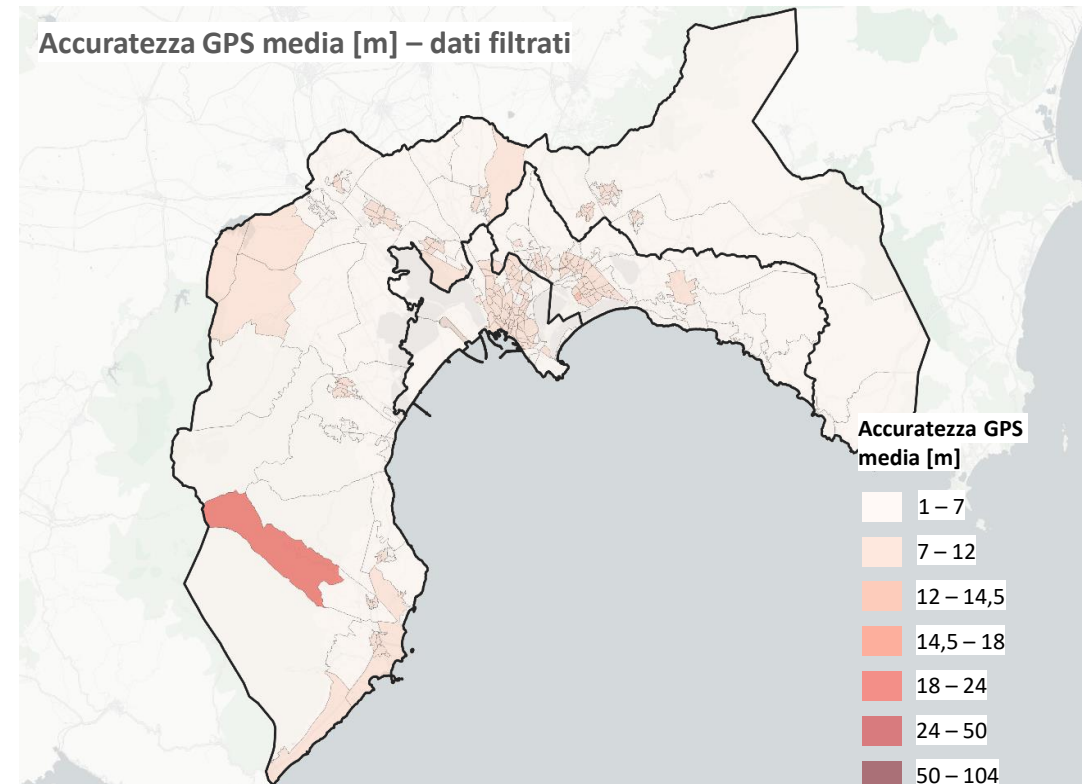 Accuratezza GPS media [m] – dati filtrati
Accuratezza GPS
media [m]
1 – 7
7 – 12
12 – 14,5
14,5 – 18
18 – 24
24 – 50
50 – 104